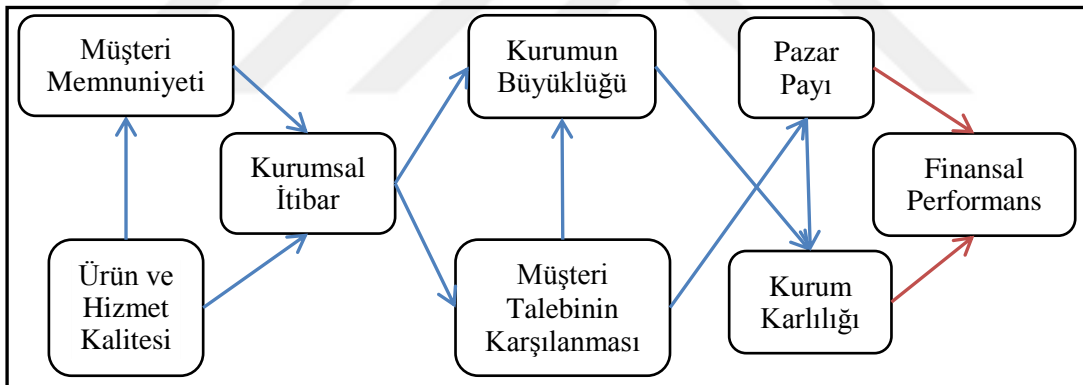 Müşteri
Memnuniyeti
Ürün ve
Hizmet
Kalitesi
Kurumsal
İtibar
Kurumun
Büyüklüğü
Müşteri
Talebinin
Karşılanması
Pazar
Payı
Kurum
Karlılığı
Finansal
Performans